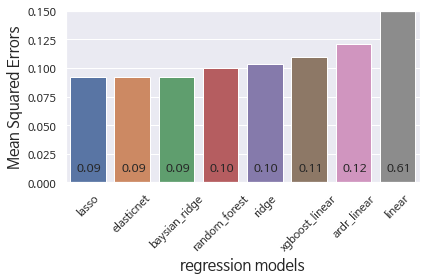 Mean Squared Errors
0.150
0.125
0.100
0.075
0.050
0.025
0.000
0.09 0.09 0.09 0.10 0.10 0.11 0.12 0.61
lasso elasticnet baysian_ridge random_forest ridge xgboost_linear ardr_linear linear
regression models